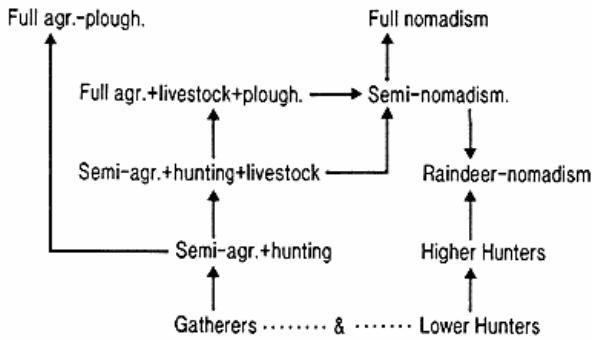 Full agr.-plough. Full nomadism
Full agr.+livestock+plough. Semi-nomadism.
Semi-agr.+hunting+livestock Raindeer-nomadism
Semi-agr.+hunting Higher Hunters
Gatherers ........ & ....... Lower Hunters